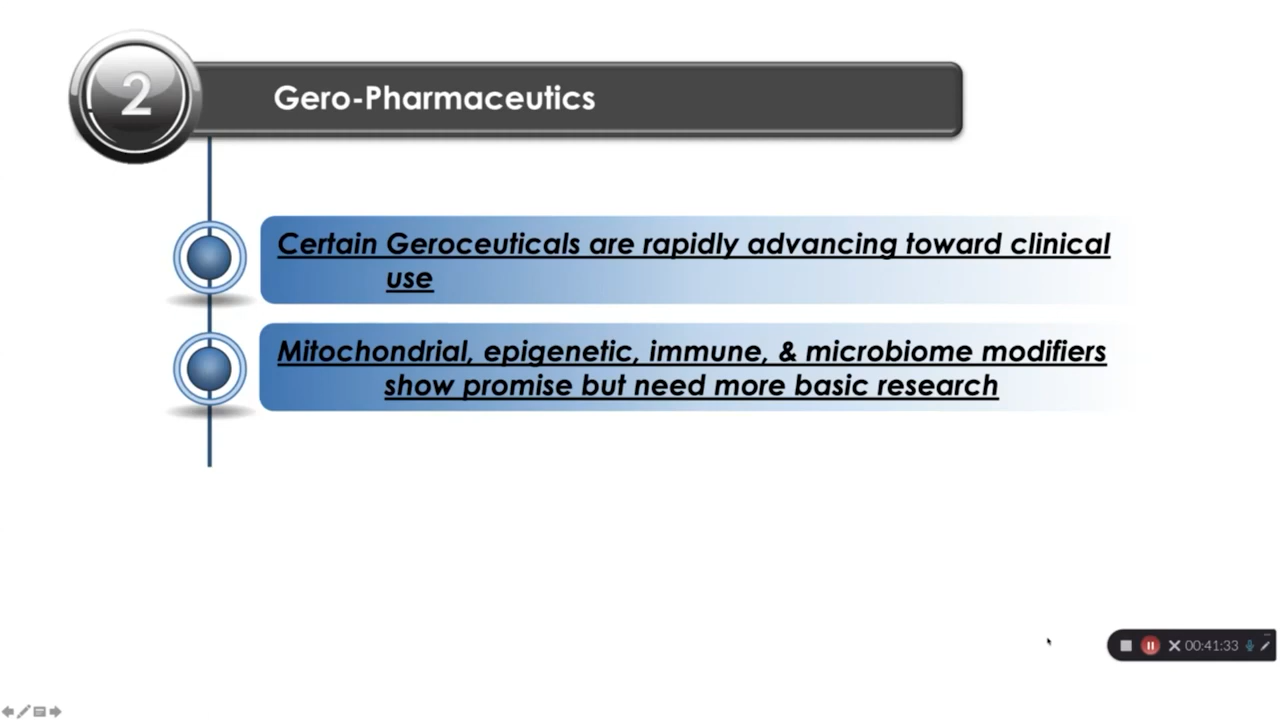 2
Gero-Pharmaceutics
Certain Geroceuticals are rapidly advancing toward clinical
use
Mitochondrial, epigenetic, immune, & microbiome modifiers
show promise but need more basic research
00:41:33